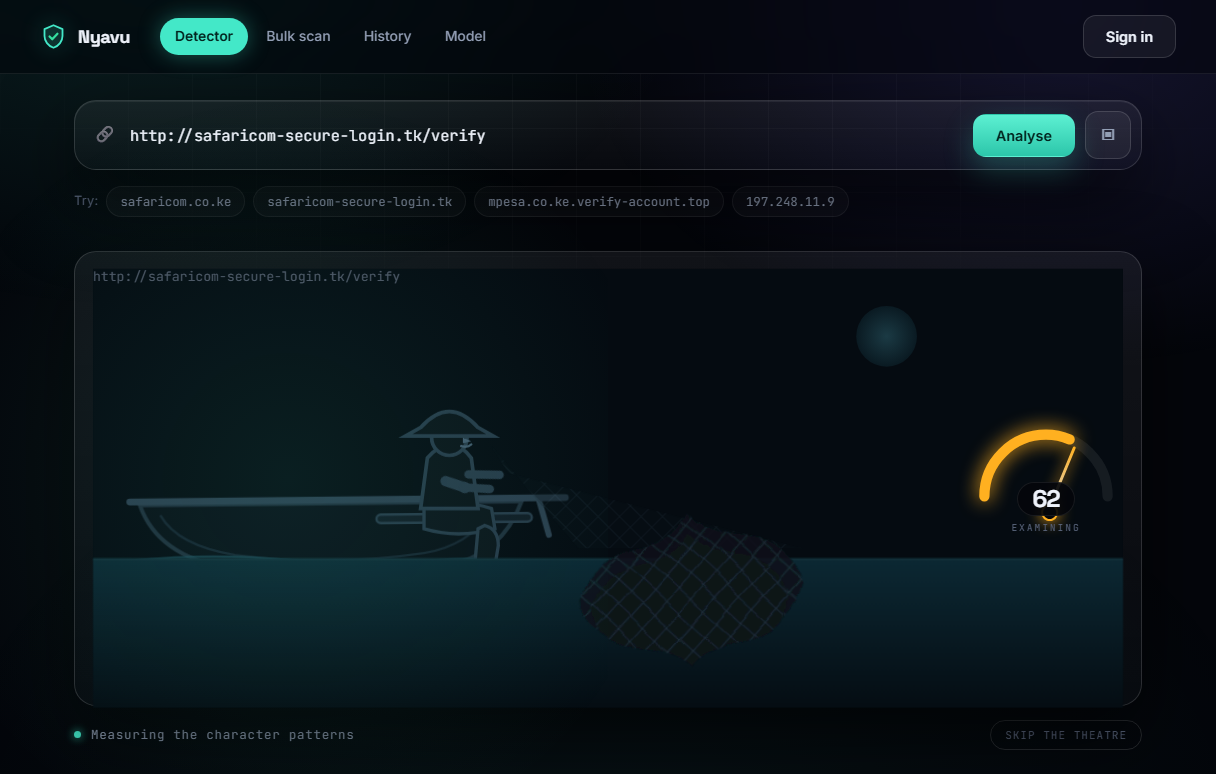 Nyavu
Detector
Bulk scan
History
Model
Sign in
http://safaricom-secure-login.tk/verify
Analyse
Try:
safaricom.co.ke
safaricom-secure-login.tk
mpesa.co.ke.verify-account.top
197.248.11.9
http://safaricom-secure-login.tk/verify
62
EXAMINING
Measuring the character patterns
SKIP THE THEATRE